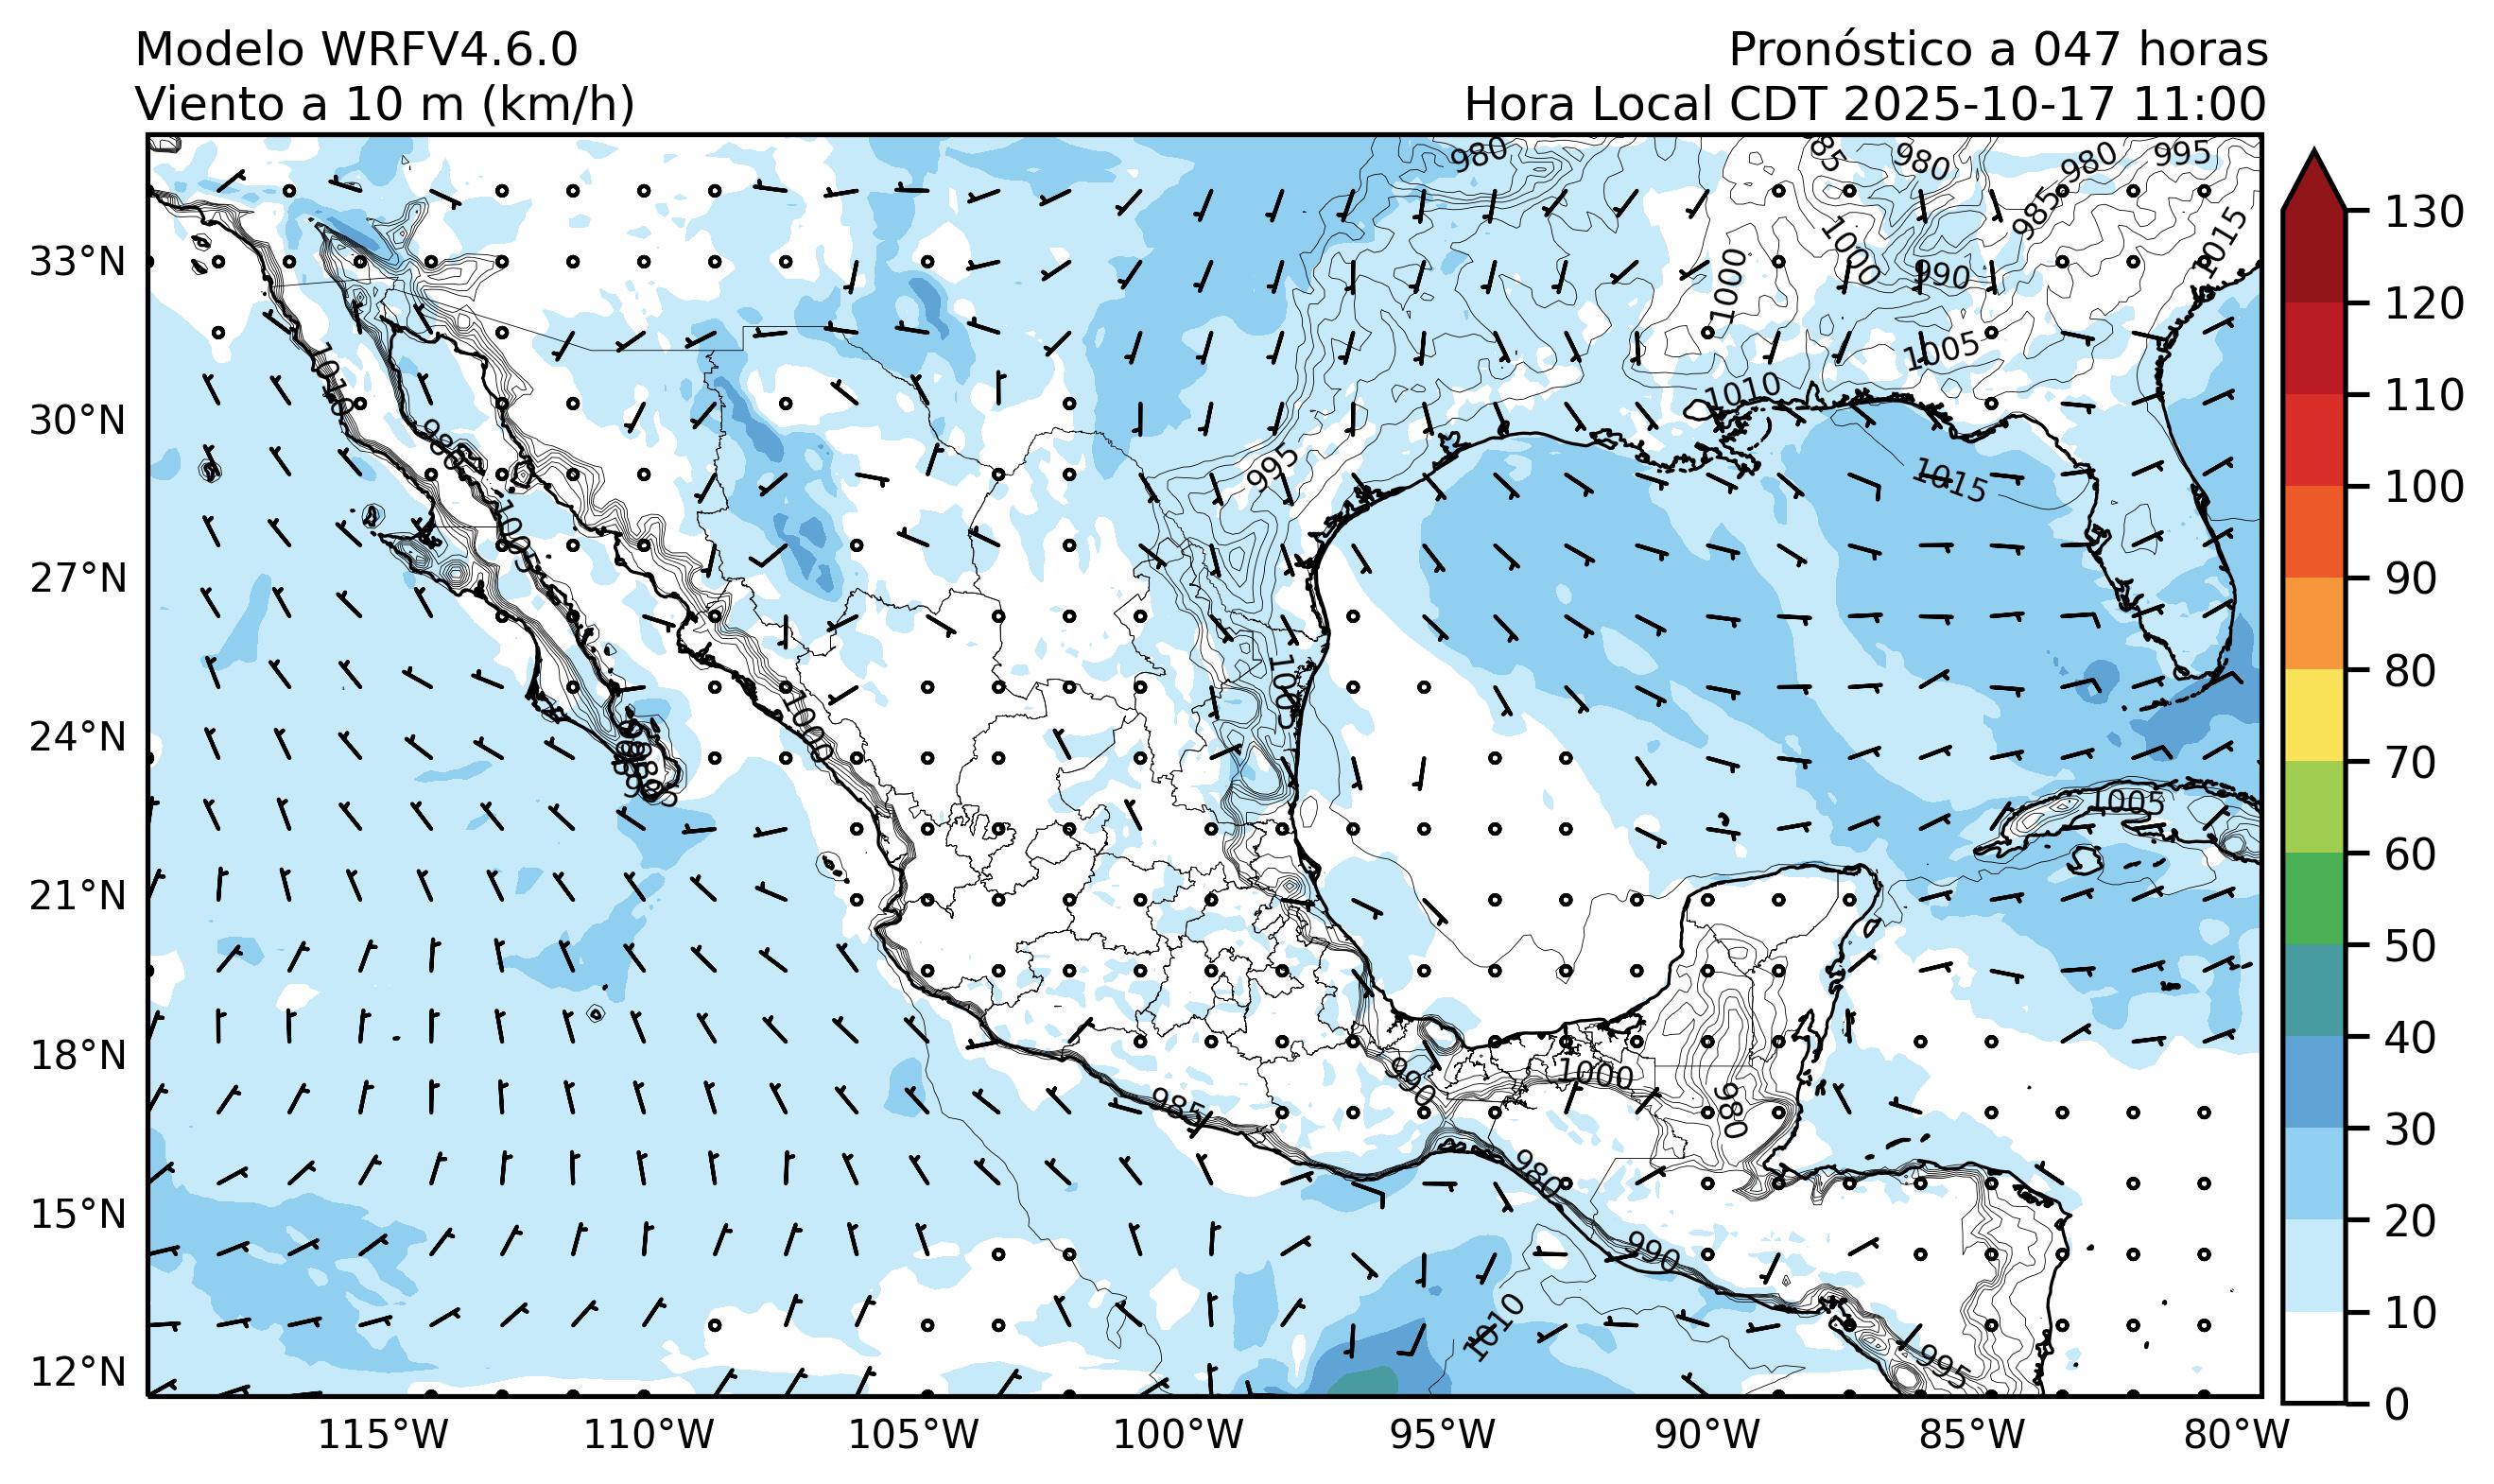 Modelo WRFV4.6.0
Pronóstico a 047 horas
Viento a 10 m (km/h)
Hora Local CDT 2025-10-17 11:00
980
985
980
980
995
985
1015
1000
1000
990
1005
1010
1010
985
995
1015
1005
1005
1000
1005
985
990
1000
980
980
990
1010
995
33°N
30°N
27°N
24°N
21°N
18°N
15°N
12°N
115°W
110°W
105°W
100°W
95°W
90°W
85°W
80°W
130
120
110
100
90
80
70
60
50
40
30
20
10
0